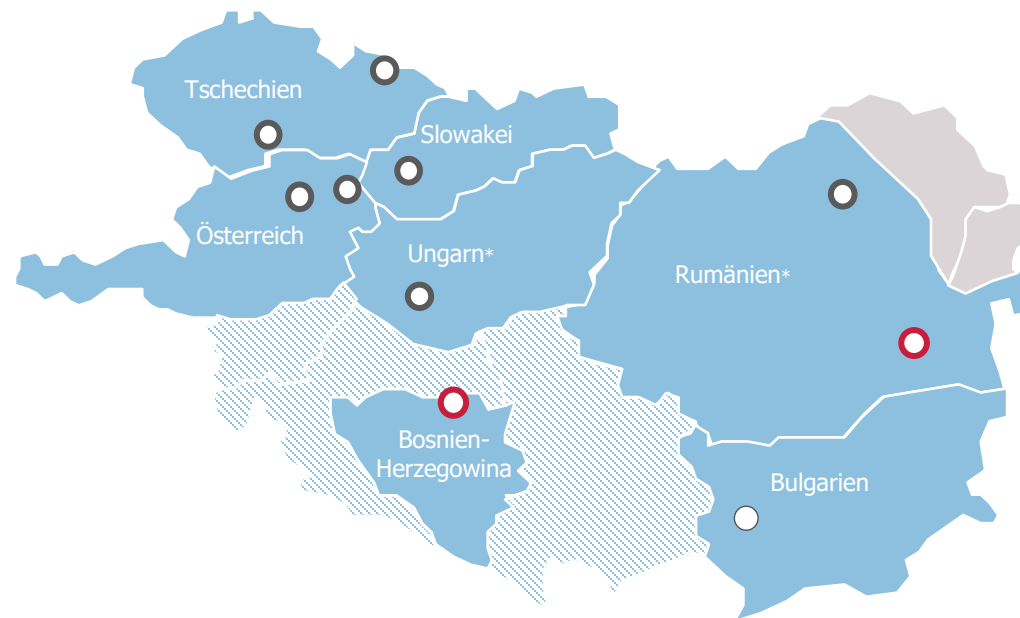 Tschechien
Slowakei
Österreich
Ungarn*
Rumänien*
Bosnien-
Herzegowina
Bulgarien